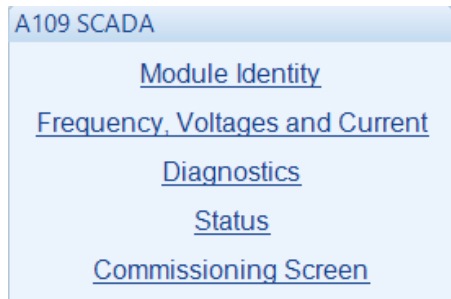 A109 SCADA
Module Identity
Frequency, Voltages and Current
Diagnostics
Status
Commissioning Screen